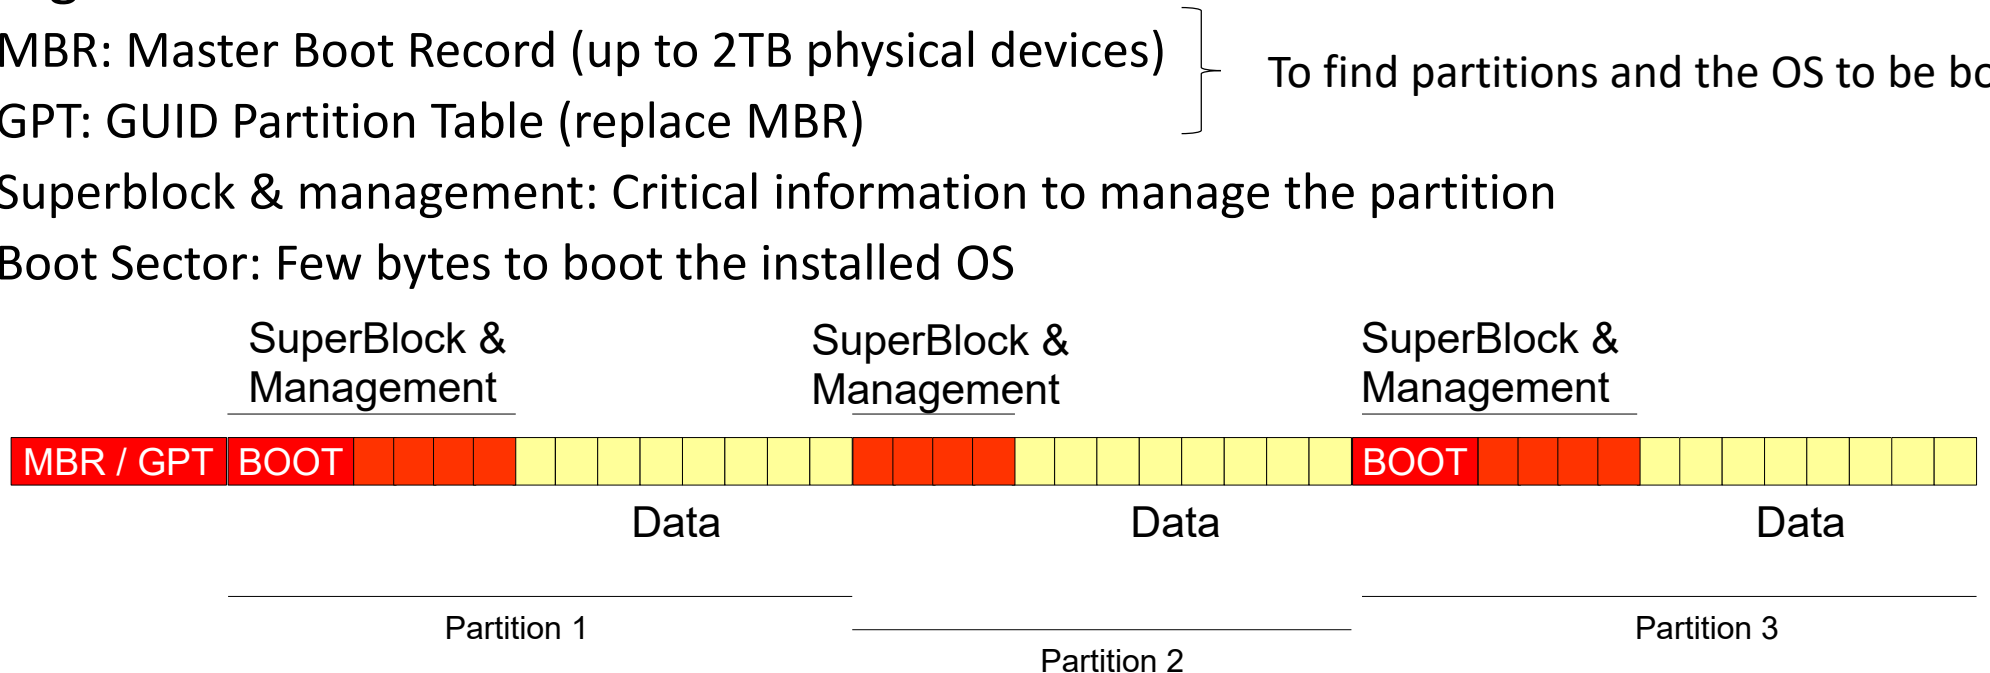 MBR: Master Boot Record (up to 2TB physical devices)
To find partitions and the OS to be
GPT: GUID Partition Table (replace MBR)
Superblock & management: Critical information to manage the partition
Boot Sector: Few bytes to boot the installed OS
SuperBlock &
Management
SuperBlock &
Management
SuperBlock &
Management
MBR / GPT BOOT BOOT
Data Data Data
Partition 1
Partition 2
Partition 3